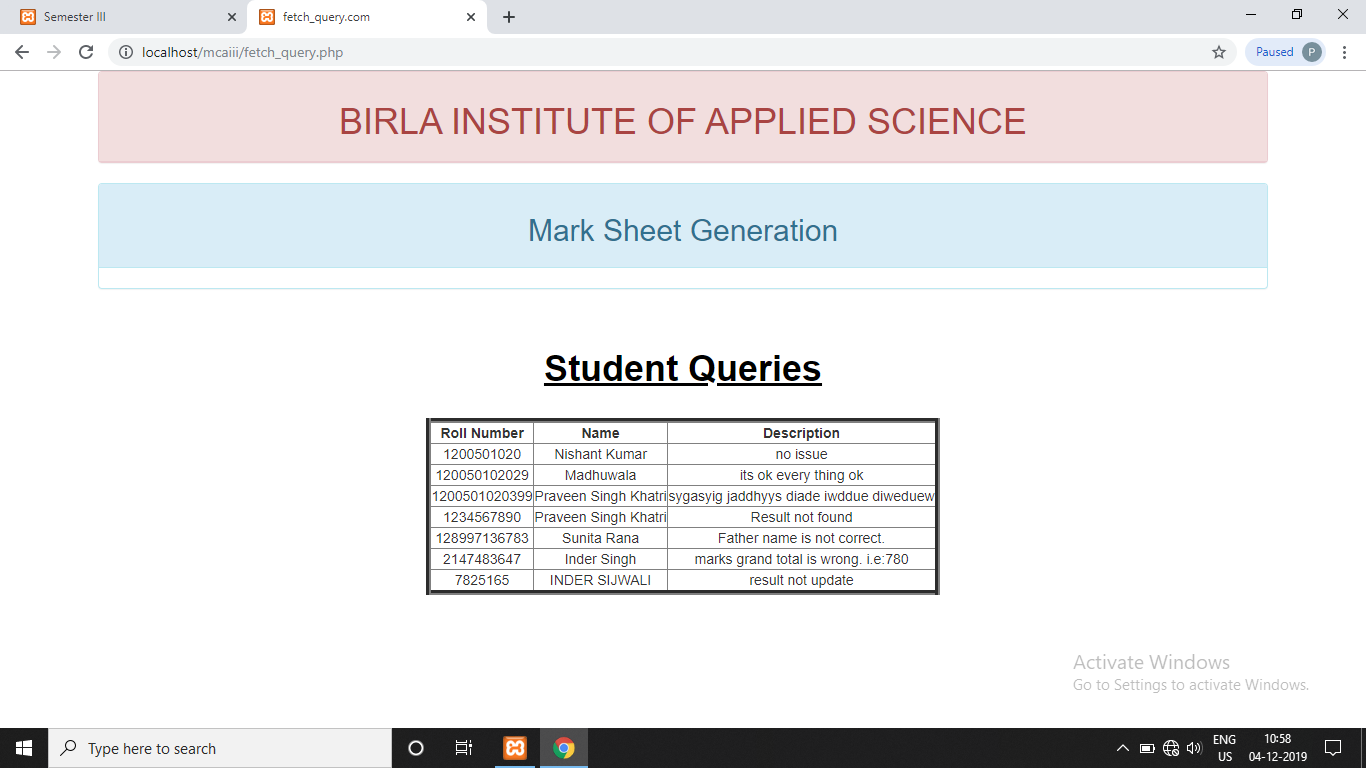 Semester III
fetch_query.com
localhost/mcaiii/fetch_query.php
Paused P
BIRLA INSTITUTE OF APPLIED SCIENCE
Mark Sheet Generation
Student Queries
Roll Number Name Description
1200501020 Nishant Kumar no issue
120050102029 Madhuwala its ok every thing ok
1200501020399 Praveen Singh Khatri sygasyig jaddhyys diade iwddue diweduew
1234567890 Praveen Singh Khatri Result not found
128997136783 Sunita Rana Father name is not correct.
2147483647 Inder Singh marks grand total is wrong. i.e:780
7825165 INDER SIJWALI result not update
Activate Windows
Go to Settings to activate Windows.
Type here to search
ENG 10:58
US 04-12-2019